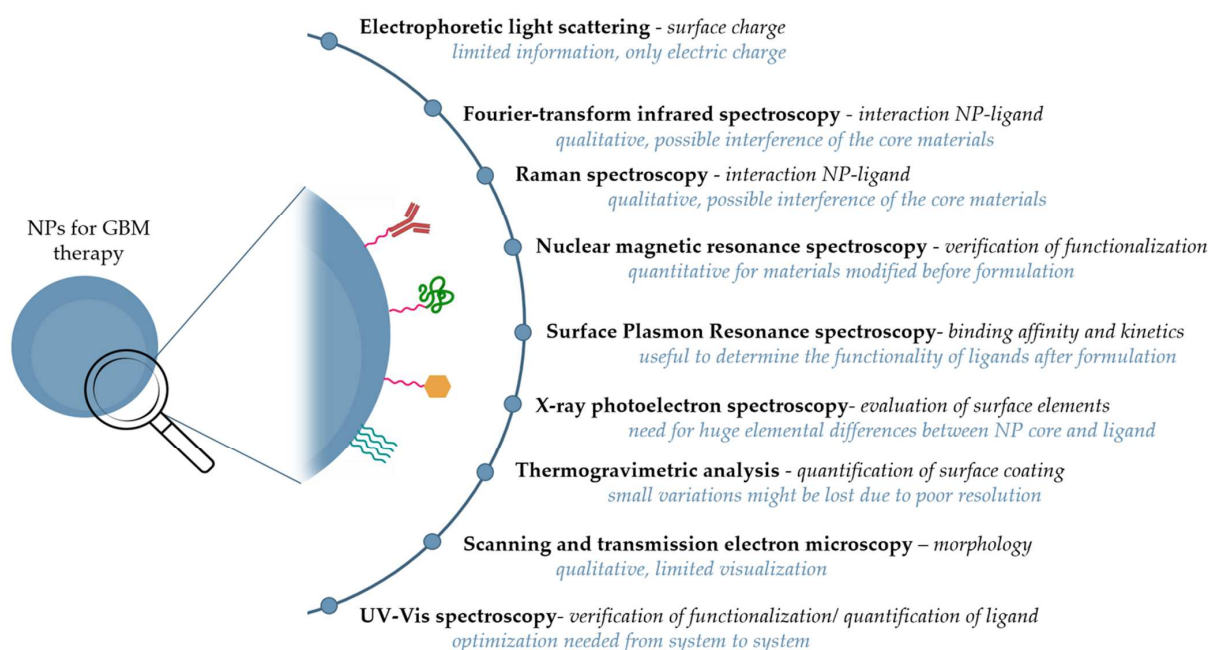 Electrophoretic light scattering - surface charge
limited information, only electric charge
Fourier-transform infrared spectroscopy - interaction NP-ligand
qualitative, possible interference of the core materials
Raman spectroscopy - interaction NP-ligand
qualitative, possible interference of the core materials
NPs for GBM
therapy
Nuclear magnetic resonance spectroscopy - verification of functionalization
quantitative for materials modified before formulation
Surface Plasmon Resonance spectroscopy- binding affinity and kinetics
useful to determine the functionality of ligands after formulation
X-ray photoelectron spectroscopy- evaluation of surface elements
need for huge elemental differences between NP core and ligand
Thermogravimetric analysis - quantification of surface coating
small variations might be lost due to poor resolution
Scanning and transmission electron microscopy – morphology
qualitative, limited visualization
UV-Vis spectroscopy- verification of functionalization/ quantification of ligand
optimization needed from system to system